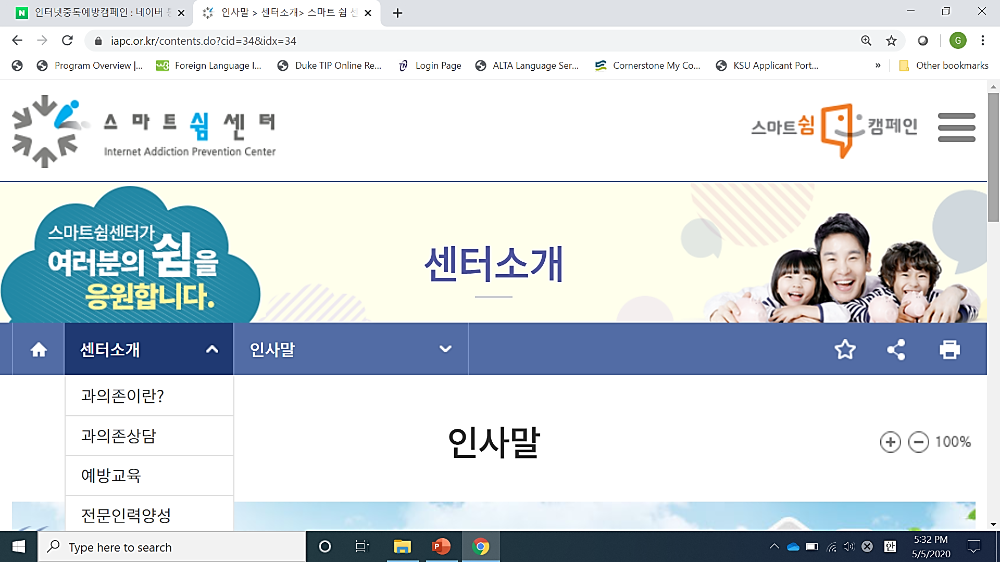 인터넷중독예방캠페인 : 네이버
인사말 > 센터소개> 스마트 쉼 센
iapc.or.kr/contents.do?cid=34&idx=34
G
Program Overview |...
Foreign Language I...
Duke TIP Online Re...
Login Page
ALTA Language Ser...
Cornerstone My Co...
KSU Applicant Port...
»
Other bookmarks
스마트쉼센터
Internet Addiction Prevention Center
스마트쉼 캠페인
스마트쉼센터가
여러분의 쉼을
응원합니다.
센터소개
센터소개
인사말
과의존이란?
과의존상담
예방교육
전문인력양성
인사말
100%
Type here to search
한
5:32 PM
5/5/2020